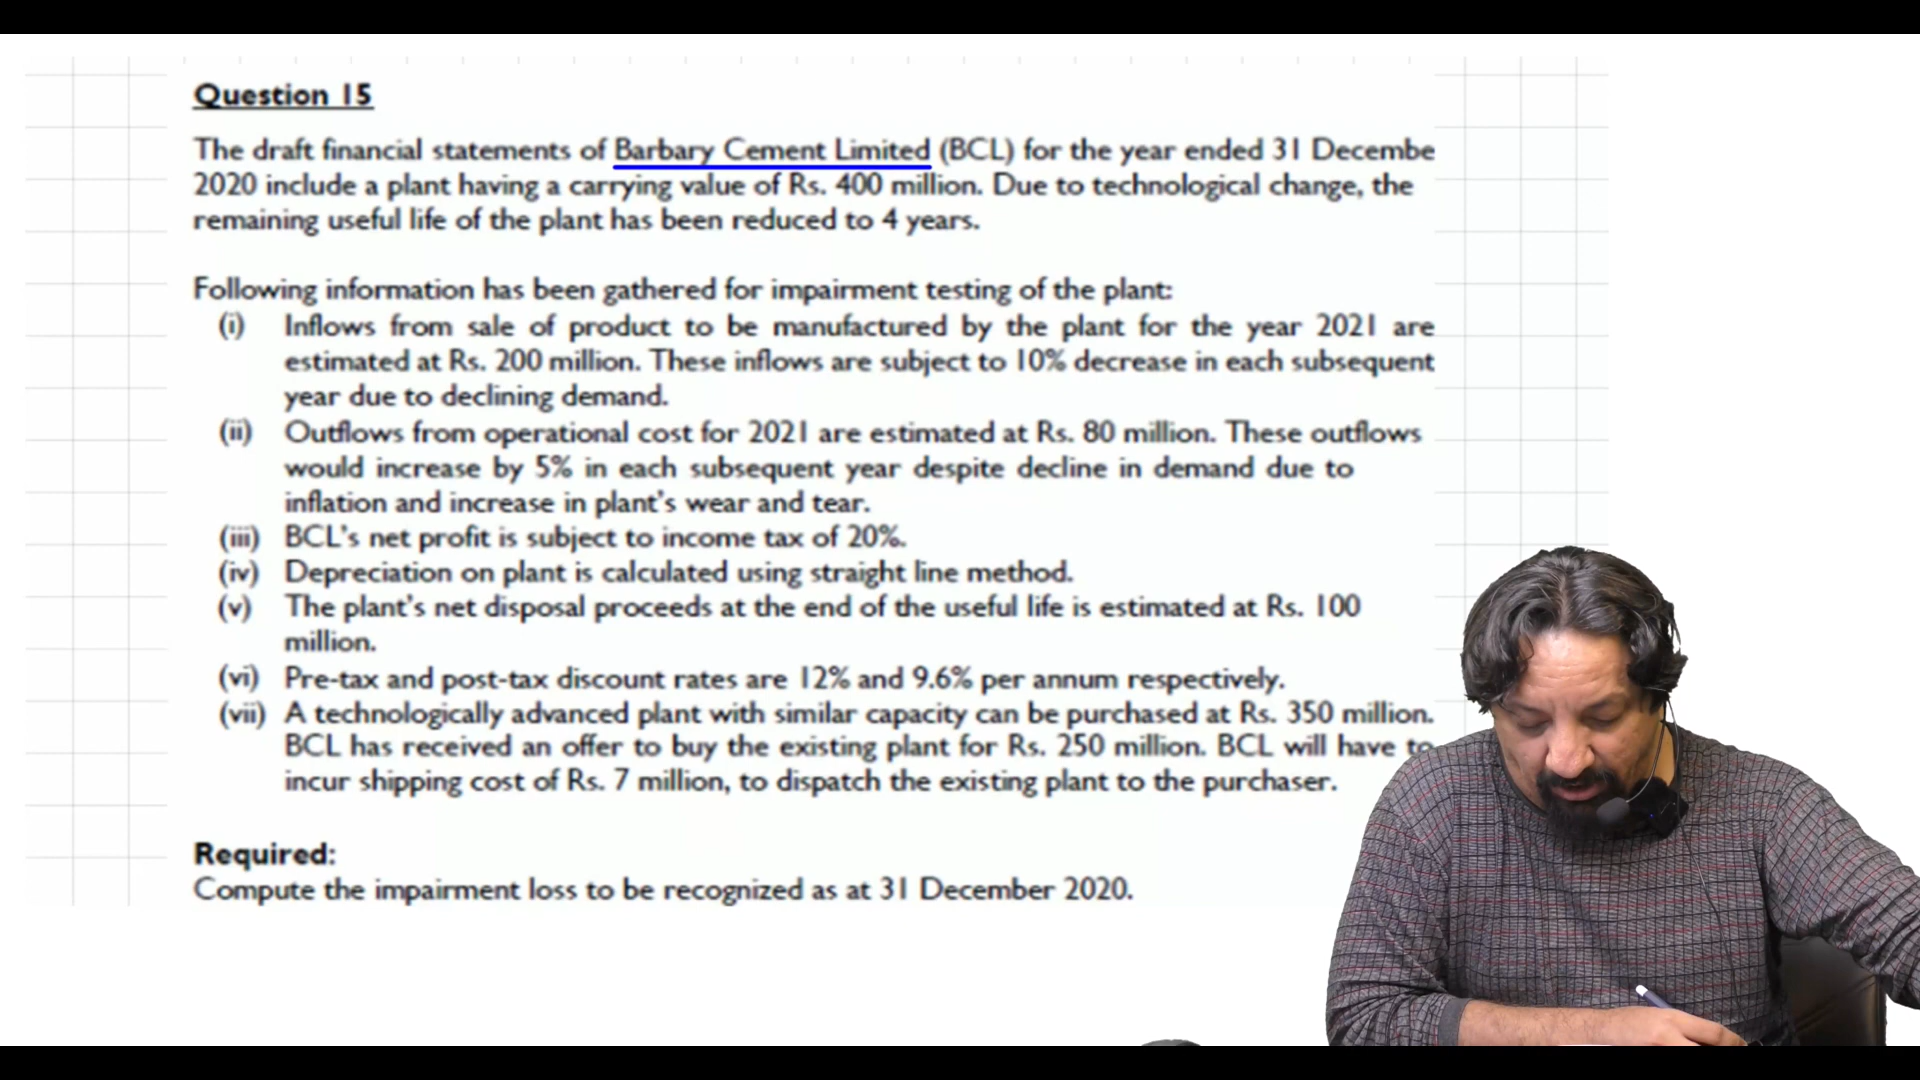 Question 15
The draft financial statements of Barbary Cement Limited (BCL) for the year ended 31 Decembe
2020 include a plant having a carrying value of Rs. 400 million. Due to technological change, the
remaining useful life of the plant has been reduced to 4 years.
Following information has been gathered for impairment testing of the plant:
(i) Inflows from sale of product to be manufactured by the plant for the year 2021 are
estimated at Rs. 200 million. These inflows are subject to 10% decrease in each subsequent
year due to declining demand.
(ii) Outflows from operational cost for 2021 are estimated at Rs. 80 million. These outflows
would increase by 5% in each subsequent year despite decline in demand due to
inflation and increase in plant's wear and tear.
(iii) BCL's net profit is subject to income tax of 20%.
(iv) Depreciation on plant is calculated using straight line method.
(v) The plant's net disposal proceeds at the end of the useful life is estimated at Rs. 100
million.
(vi) Pre-tax and post-tax discount rates are 12% and 9.6% per annum respectively.
(vii) A technologically advanced plant with similar capacity can be purchased at Rs. 350 million.
BCL has received an offer to buy the existing plant for Rs. 250 million. BCL will have to
incur shipping cost of Rs. 7 million, to dispatch the existing plant to the purchaser.
Required:
Compute the impairment loss to be recognized as at 31 December 2020.